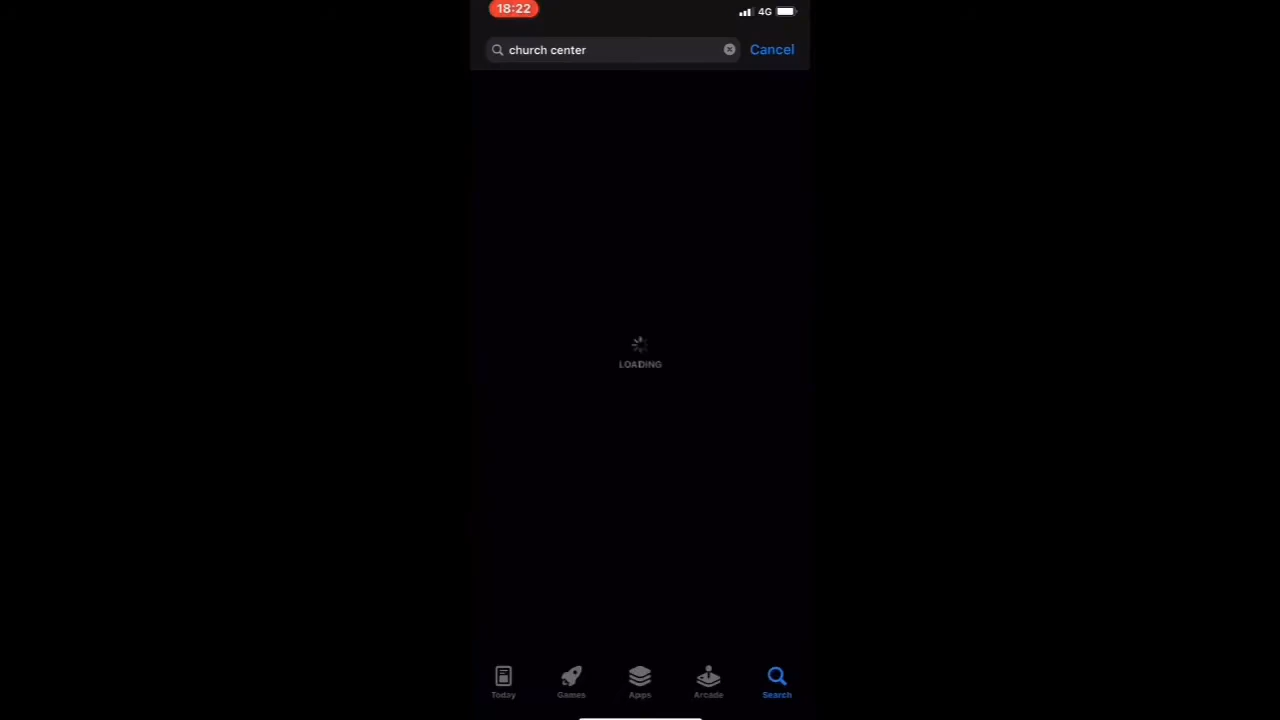 18:22
4G
church center
Cancel
LOADING
Today
Games
Apps
Arcade
Search